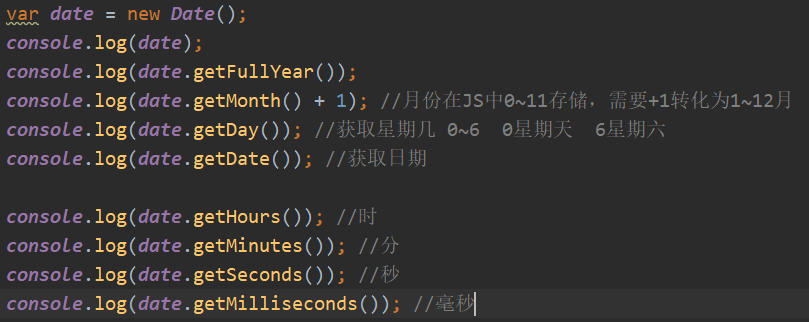 var date = new Date();
console.log(date);
console.log(date.getFullYear());
console.log(date.getMonth() + 1); //月份在JS中0~11存储，需要+1转化为1~12月
console.log(date.getDay()); //获取星期几 0~6  0星期天  6星期六
console.log(date.getDate()); //获取日期
console.log(date.getHours()); //时
console.log(date.getMinutes()); //分
console.log(date.getSeconds()); //秒
console.log(date.getMilliseconds()); //毫秒